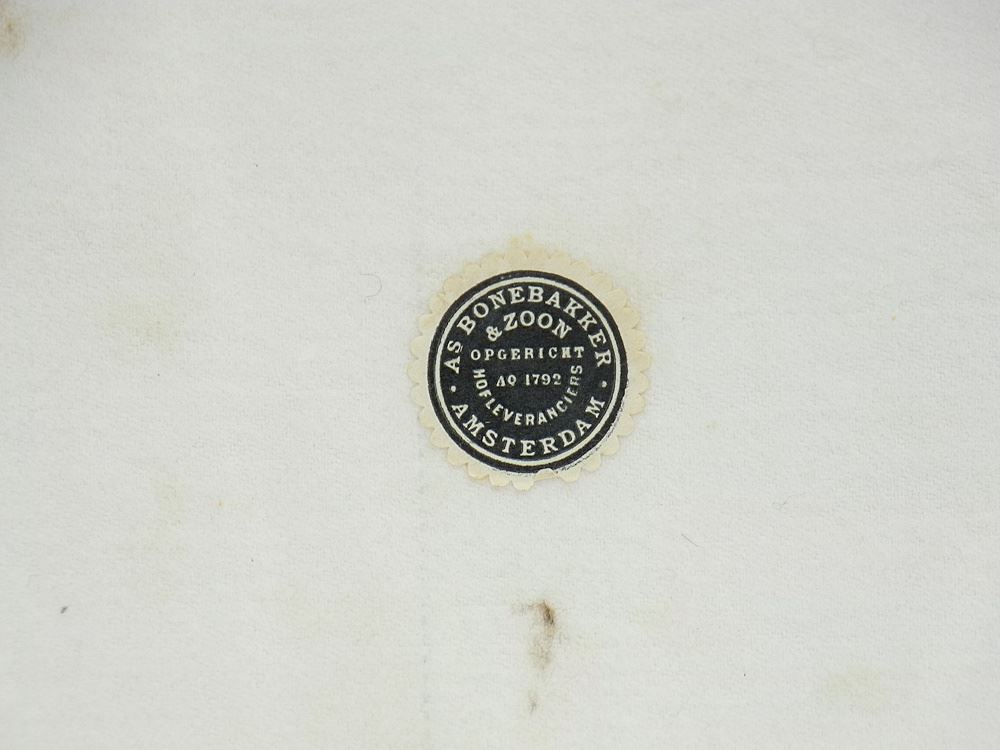 AS BONEBAKKER
& ZOON
OPGERICHT
Aº 1792
HOFLEVERANCIERS
· AMSTERDAM ·